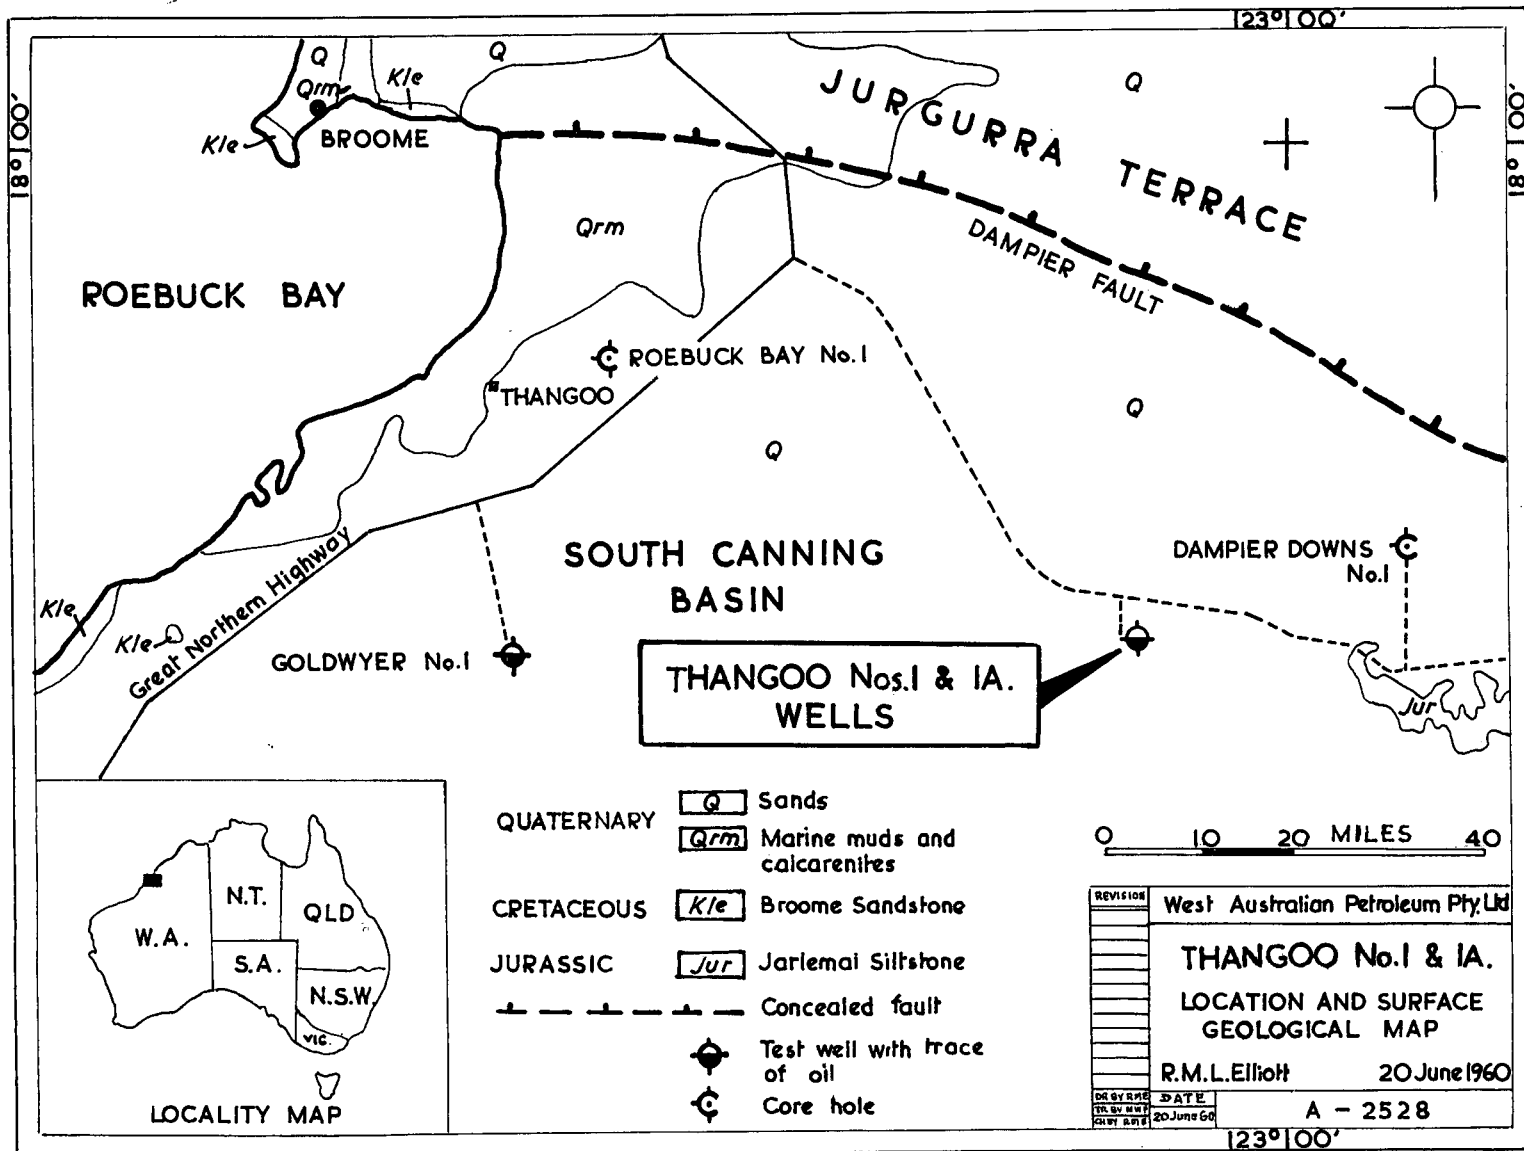 123°00'
Q
Q
Kle
Q
Qrm
JURGURRA TERRACE
18°00'
18°00'
Kle
BROOME
Qrm
DAMPIER FAULT
ROEBUCK BAY
ROEBUCK BAY No.1
THANGOO
Q
Q
SOUTH CANNING
BASIN
DAMPIER DOWNS
No.1
Great Northern Highway
Kle
Kle
GOLDWYER No.1
THANGOO Nos.1 & 1A.
WELLS
Jur
QUATERNARY
Q Sands
Qrm Marine muds and
calcarenites
CRETACEOUS Kle Broome Sandstone
JURASSIC Jur Jarlemai Siltstone
Concealed fault
Test well with trace
of oil
Core hole
W.A.
N.T.
QLD
S.A.
N.S.W.
VIC.
LOCALITY MAP
0 10 20 MILES 40
REVISION
West Australian Petroleum Pty. Ltd
THANGOO No.1 & 1A.
LOCATION AND SURFACE
GEOLOGICAL MAP
R.M.L.Elliott 20 June 1960
DATE
20 June 60
A - 2528
123°00'